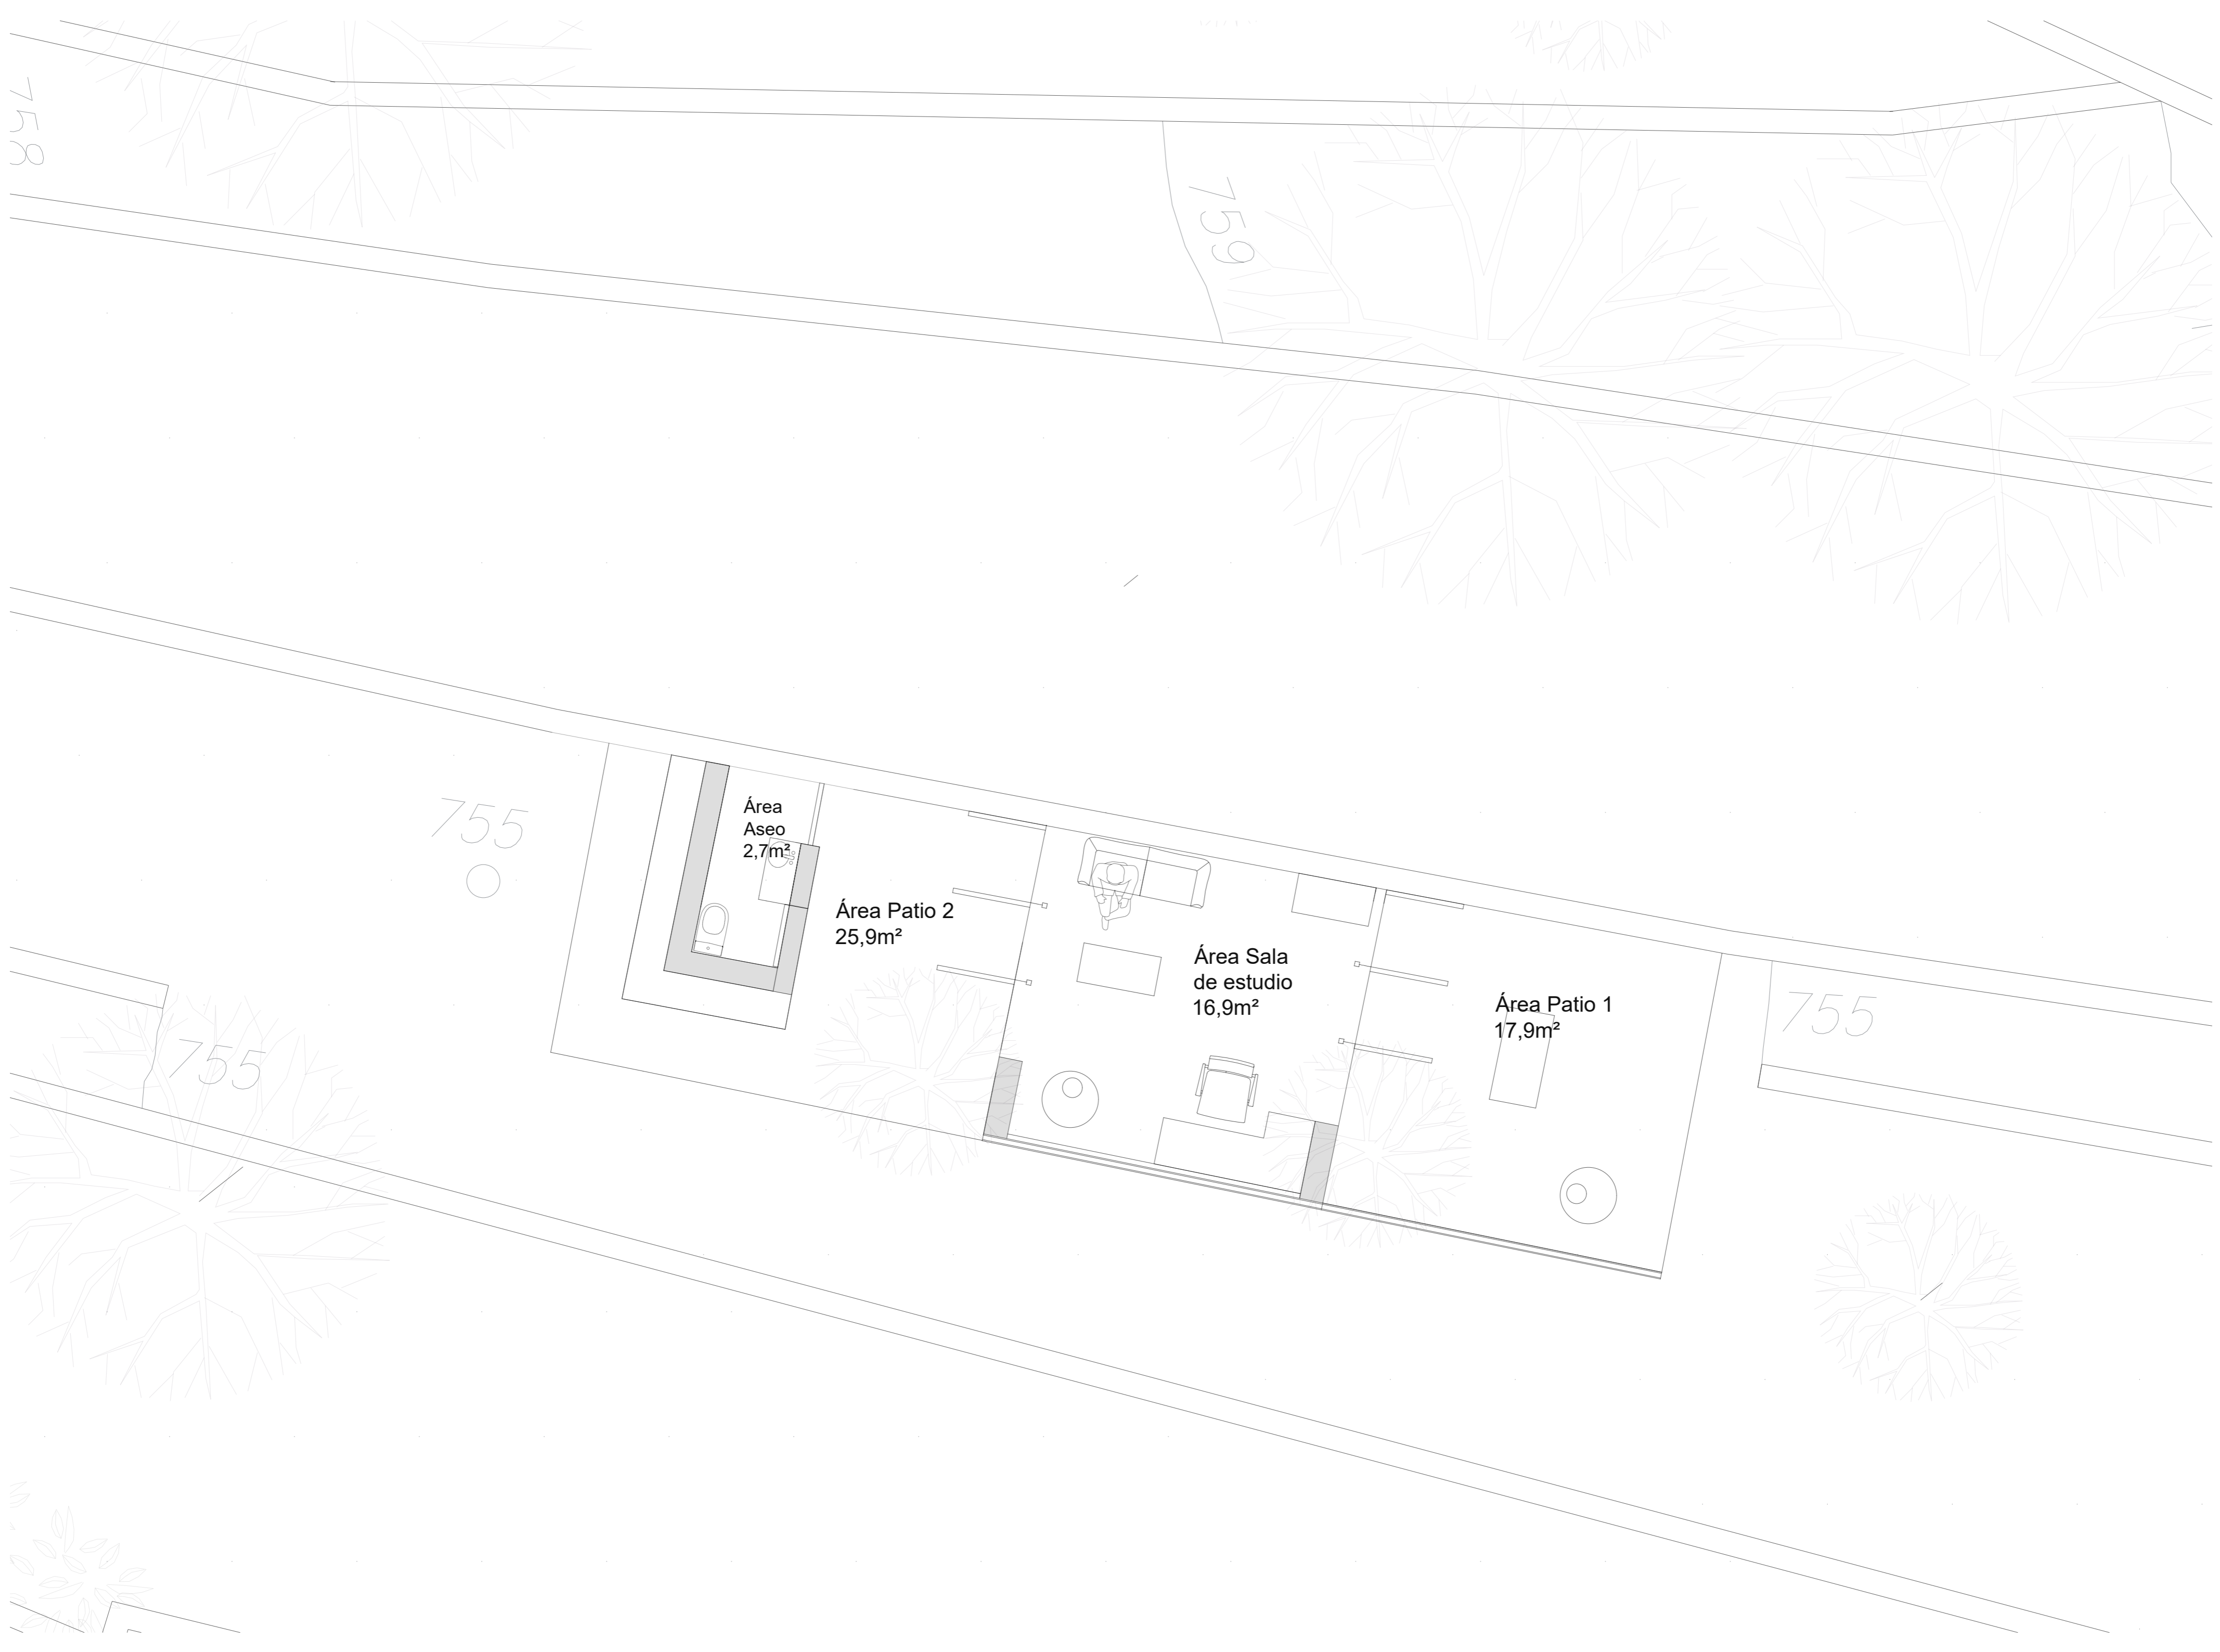 758
759
755
Área
Aseo
2,7m²
Área Patio 2
25,9m²
Área Sala
de estudio
16,9m²
Área Patio 1
17,9m²
755
755